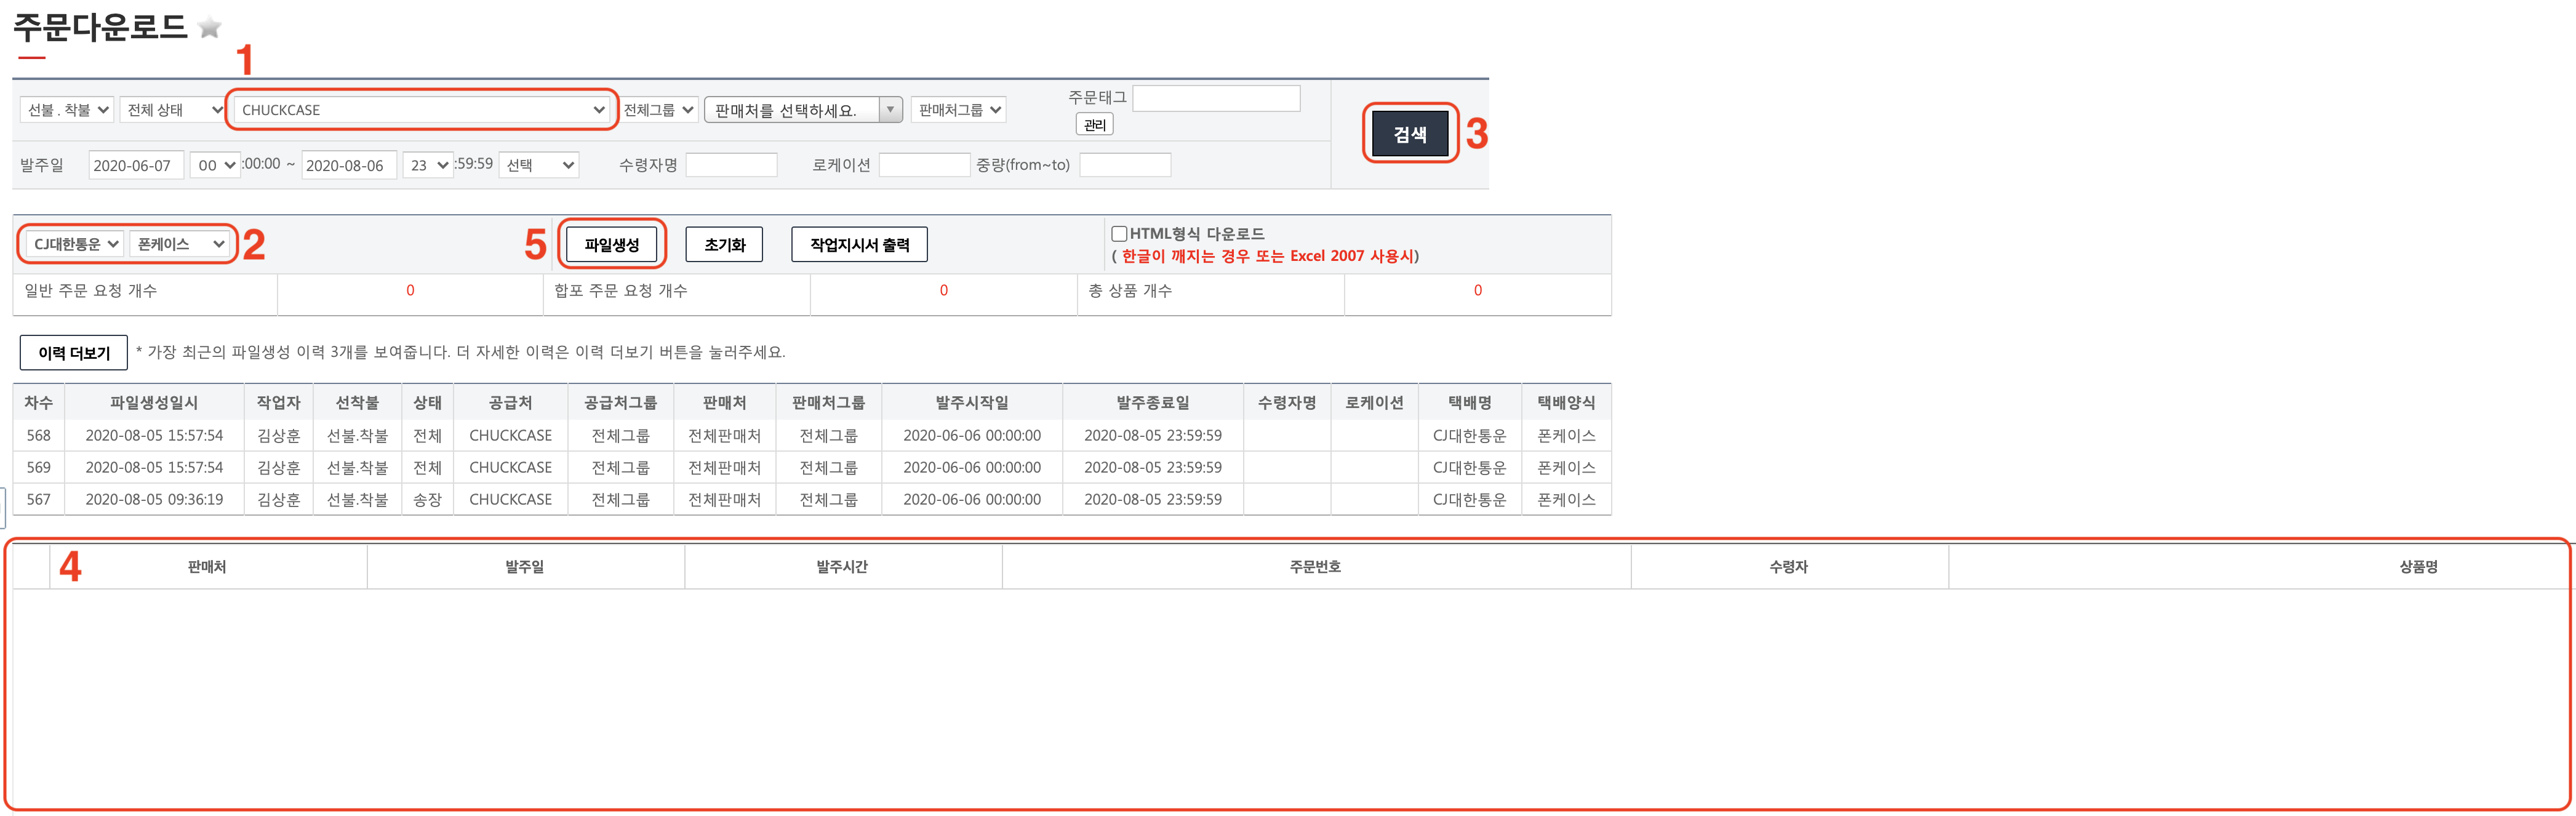 주문다운로드
1
선불 . 착불 전체 상태 CHUCKCASE 전체그룹 판매처를 선택하세요. 판매처그룹 주문태그
관리
검색 3
발주일 2020-06-07 00 :00:00 ~ 2020-08-06 23 :59:59 선택 수령자명 로케이션 중량(from~to)
CJ대한통운 폰케이스 2 5 파일생성 초기화 작업지시서 출력 HTML형식 다운로드
( 한글이 깨지는 경우 또는 Excel 2007 사용시)
일반 주문 요청 개수 0 합포 주문 요청 개수 0 총 상품 개수 0
이력 더보기 * 가장 최근의 파일생성 이력 3개를 보여줍니다. 더 자세한 이력은 이력 더보기 버튼을 눌러주세요.
차수 파일생성일시 작업자 선착불 상태 공급처 공급처그룹 판매처 판매처그룹 발주시작일 발주종료일 수령자명 로케이션 택배명 택배양식
568 2020-08-05 15:57:54 김상훈 선불.착불 전체 CHUCKCASE 전체그룹 전체판매처 전체그룹 2020-06-06 00:00:00 2020-08-05 23:59:59 CJ대한통운 폰케이스
569 2020-08-05 15:57:54 김상훈 선불.착불 전체 CHUCKCASE 전체그룹 전체판매처 전체그룹 2020-06-06 00:00:00 2020-08-05 23:59:59 CJ대한통운 폰케이스
567 2020-08-05 09:36:19 김상훈 선불.착불 송장 CHUCKCASE 전체그룹 전체판매처 전체그룹 2020-06-06 00:00:00 2020-08-05 23:59:59 CJ대한통운 폰케이스
4 판매처 발주일 발주시간 주문번호 수령자 상품명